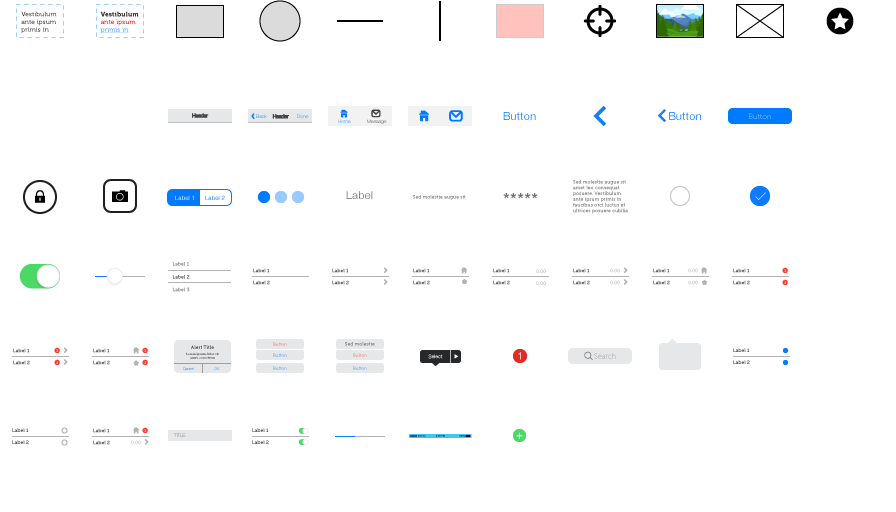 Vestibulum
ante ipsum
primis in
Vestibulum
ante ipsum
primis in
Header
Back Header Done
Home Message
Button
Button
Button
Label 1 Label 2
Label
Sed molestie augue sit
*****
Sed molestie augue sit
amet leo consequat
posuere. Vestibulum
ante ipsum primis in
faucibus orci luctus et
ultrices posuere cubilia
Label 1
Label 2
Label 3
Label 1
Label 2
Label 1
Label 2
Label 1
Label 2
Label 1 0.00
Label 2 0.00
Label 1 0.00
Label 2 0.00
Label 1 0.00
Label 2 0.00
Label 1
Label 2
Label 1
Label 2
Label 1
Label 2
Alert Title
Cancel OK
Button
Button
Button
Sed molestie
Button
Button
Select
1
Search
Label 1
Label 2
Label 1
Label 2
Label 1
Label 2 0.00
TITLE
Label 1
Label 2